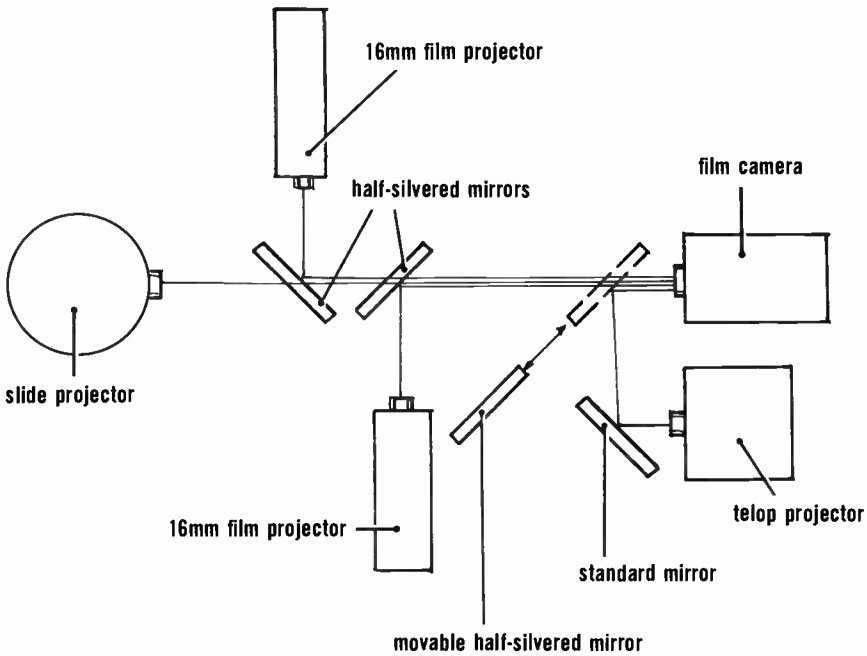 16mm film projector
half-silvered mirrors
film camera
slide projector
16mm film projector
telop projector
standard mirror
movable half-silvered mirror